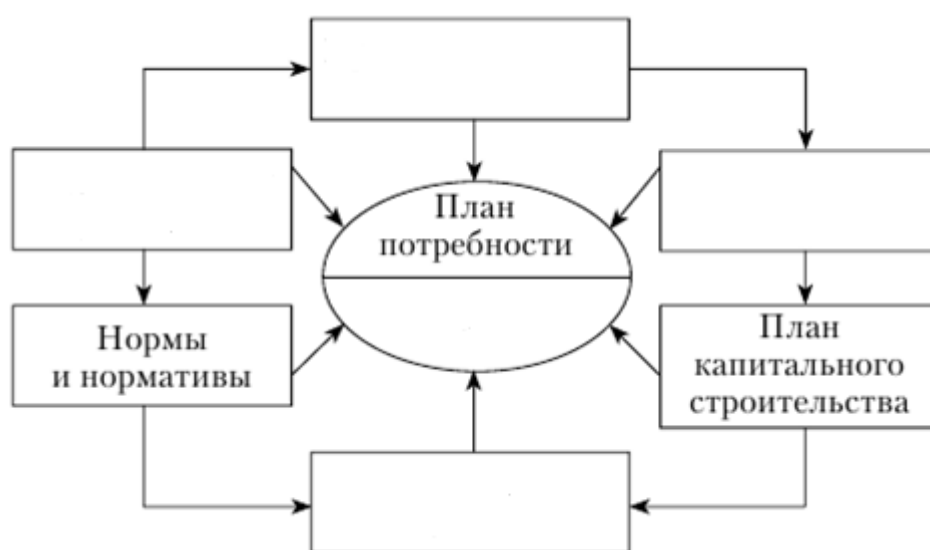 План
потребности
Нормы
и нормативы
План
капитального
строительства